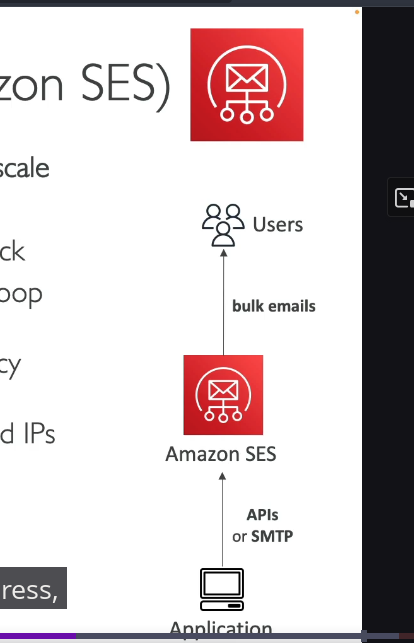 zon SES)
scale
Users
ck
oop
bulk emails
cy
d IPs
Amazon SES
APIs
or SMTP
ress,
Application